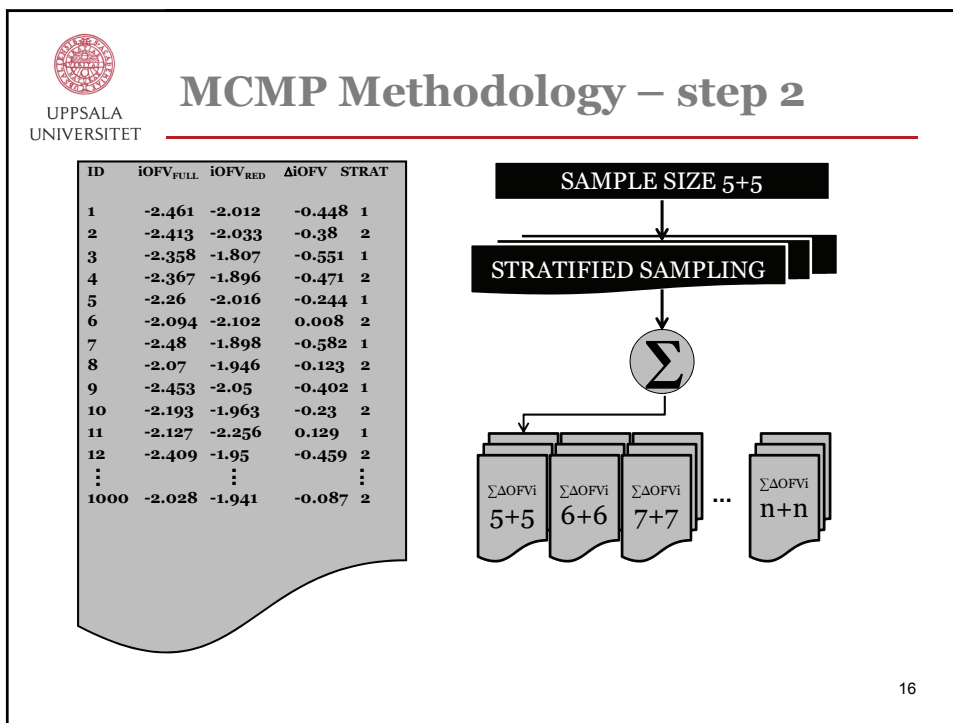 UPPSALA
UNIVERSITET
MCMP Methodology – step 2
ID iOFVFULL iOFVRED ΔiOFV STRAT
1 -2.461 -2.012 -0.448 1
2 -2.413 -2.033 -0.38 2
3 -2.358 -1.807 -0.551 1
4 -2.367 -1.896 -0.471 2
5 -2.26 -2.016 -0.244 1
6 -2.094 -2.102 0.008 2
7 -2.48 -1.898 -0.582 1
8 -2.07 -1.946 -0.123 2
9 -2.453 -2.05 -0.402 1
10 -2.193 -1.963 -0.23 2
11 -2.127 -2.256 0.129 1
12 -2.409 -1.95 -0.459 2
⋮ ⋮ ⋮
1000 -2.028 -1.941 -0.087 2
SAMPLE SIZE 5+5
STRATIFIED SAMPLING
Σ
∑ΔOFVi
5+5
∑ΔOFVi
6+6
∑ΔOFVi
7+7
...
∑ΔOFVi
n+n
16